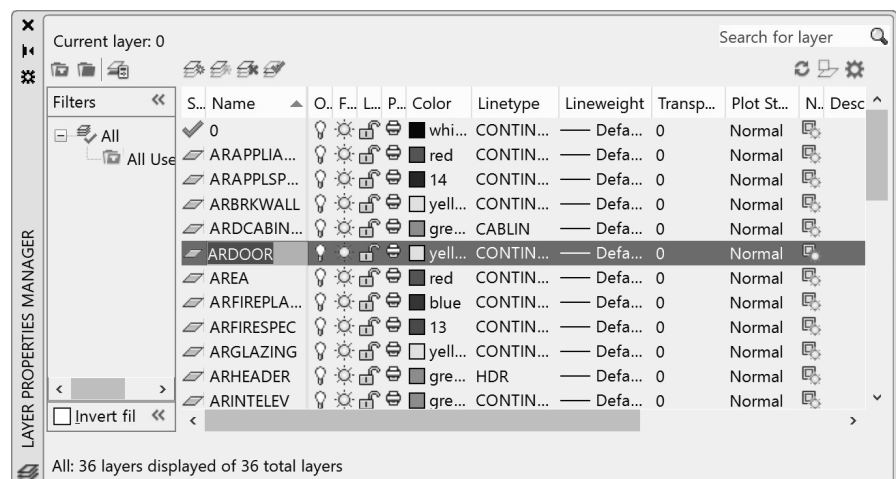 Current layer: 0
Search for layer
Filters
S... Name O.. F... L... P... Color Linetype Lineweight Transp... Plot St... N.. Desc
All
All Use
0 whi... CONTIN... Defa... 0 Normal
ARAPPLIA... red CONTIN... Defa... 0 Normal
ARAPPLSP... 14 CONTIN... Defa... 0 Normal
ARBRKWALL yell... CONTIN... Defa... 0 Normal
ARDCABIN... gre... CABLIN Defa... 0 Normal
ARDOOR yell... CONTIN... Defa... 0 Normal
AREA red CONTIN... Defa... 0 Normal
ARFIREPLA... blue CONTIN... Defa... 0 Normal
ARFIRESPEC 13 CONTIN... Defa... 0 Normal
ARGLAZING yell... CONTIN... Defa... 0 Normal
ARHEADER gre... HDR Defa... 0 Normal
ARINTELEV gre... CONTIN... Defa... 0 Normal
Invert fil
LAYER PROPERTIES MANAGER
All: 36 layers displayed of 36 total layers